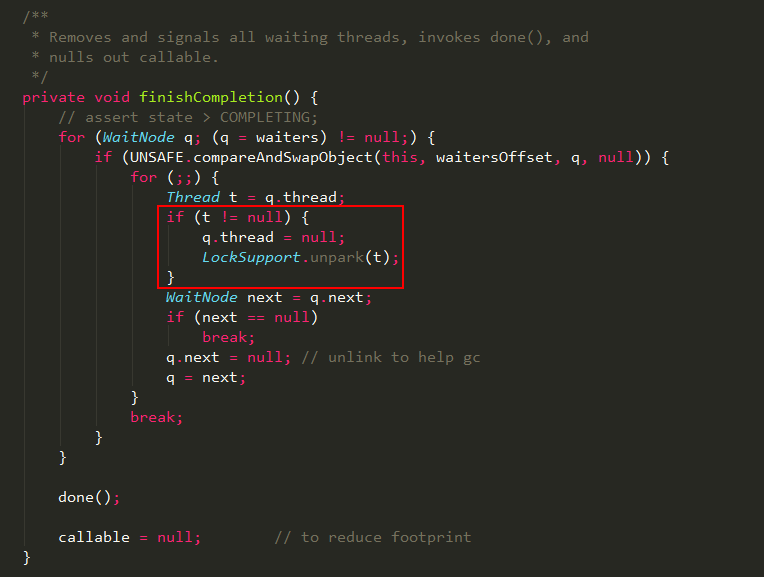 /**
 * Removes and signals all waiting threads, invokes done(), and
 * nulls out callable.
 */
private void finishCompletion() {
    // assert state > COMPLETING;
    for (WaitNode q; (q = waiters) != null;) {
        if (UNSAFE.compareAndSwapObject(this, waitersOffset, q, null)) {
            for (;;) {
                Thread t = q.thread;
                if (t != null) {
                    q.thread = null;
                    LockSupport.unpark(t);
                }
                WaitNode next = q.next;
                if (next == null)
                    break;
                q.next = null; // unlink to help gc
                q = next;
            }
            break;
        }
    }

    done();

    callable = null;        // to reduce footprint
}